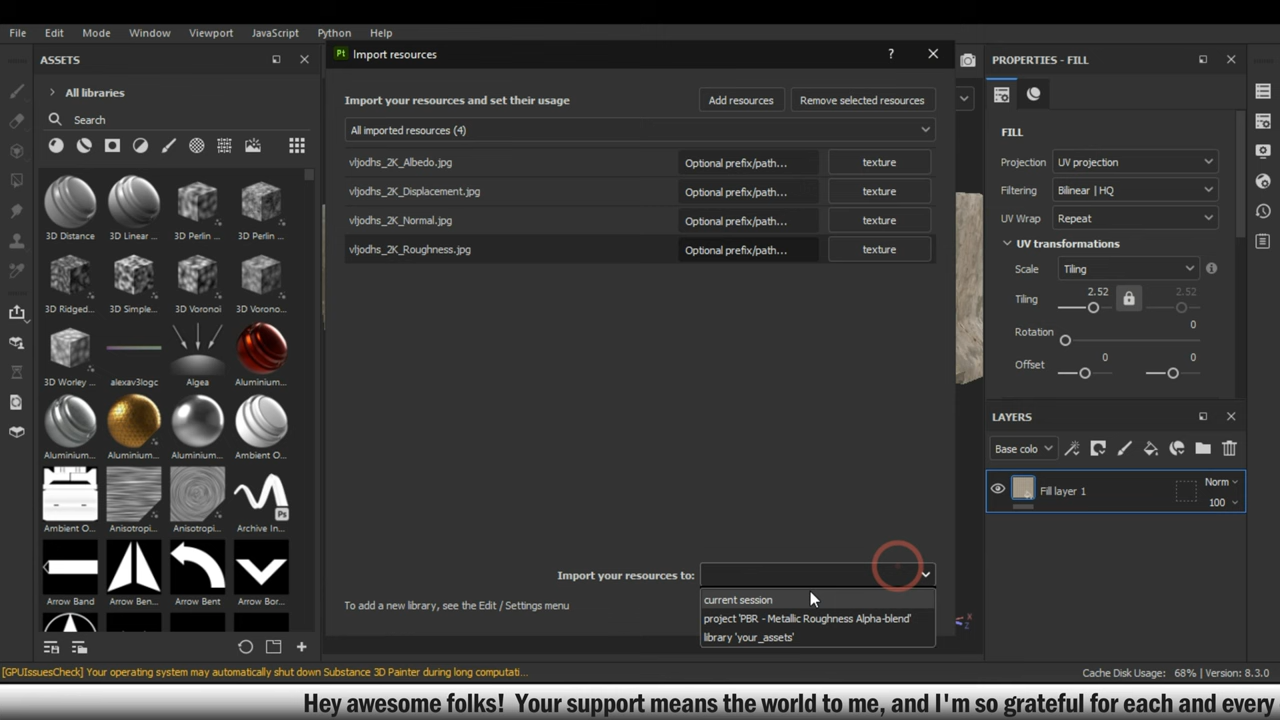 File Edit Mode Window Viewport JavaScript Python Help
ASSETS
All libraries
Search
3D Distance 3D Linear ... 3D Perlin ... 3D Perlin ...
3D Ridged... 3D Simple... 3D Vorono i 3D Vorono...
3D Worley ... alexav3logo Algea Aluminium...
Aluminium... Aluminium... Aluminium... Ambient O...
Ambient O... Anisotropi... Anisotropi... Archive In...
Ps
Arrow Band Arrow Ben... Arrow Bent Arrow Bor...
Pt Import resources ?
Import your resources and set their usage Add resources Remove selected resources
All imported resources (4)
vljodhs_2K_Albedo.jpg Optional prefix/path... texture
vljodhs_2K_Displacement.jpg Optional prefix/path... texture
vljodhs_2K_Normal.jpg Optional prefix/path... texture
vljodhs_2K_Roughness.jpg Optional prefix/path... texture
Import your resources to:
current session
project 'PBR - Metallic Roughness Alpha-blend'
library 'your_assets'
To add a new library, see the Edit / Settings menu
PROPERTIES - FILL
FILL
Projection UV projection
Filtering Bilinear | HQ
UV Wrap Repeat
UV transformations
Scale Tiling
Tiling 2.52 2.52
Rotation 0
Offset 0 0
LAYERS
Base colo
Fill layer 1 Norm
100
[GPUIssuesCheck] Your operating system may automatically shut down Substance 3D Painter during long computati... Cache Disk Usage: 68% | Version: 8.3.0
Hey awesome folks! Your support means the world to me, and I'm so grateful for each and every